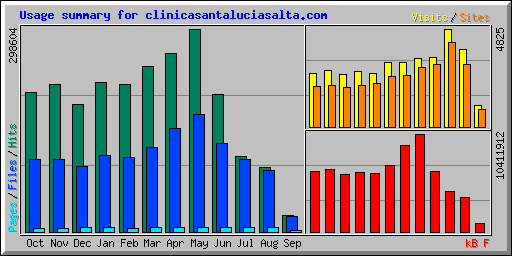 Usage summary for clinicasantaluciasalta.com
Visits/Sites
298604
4825
Pages/Files/Hits
10411912
Oct Nov Dec Jan Feb Mar Apr May Jun Jul Aug Sep
kB F